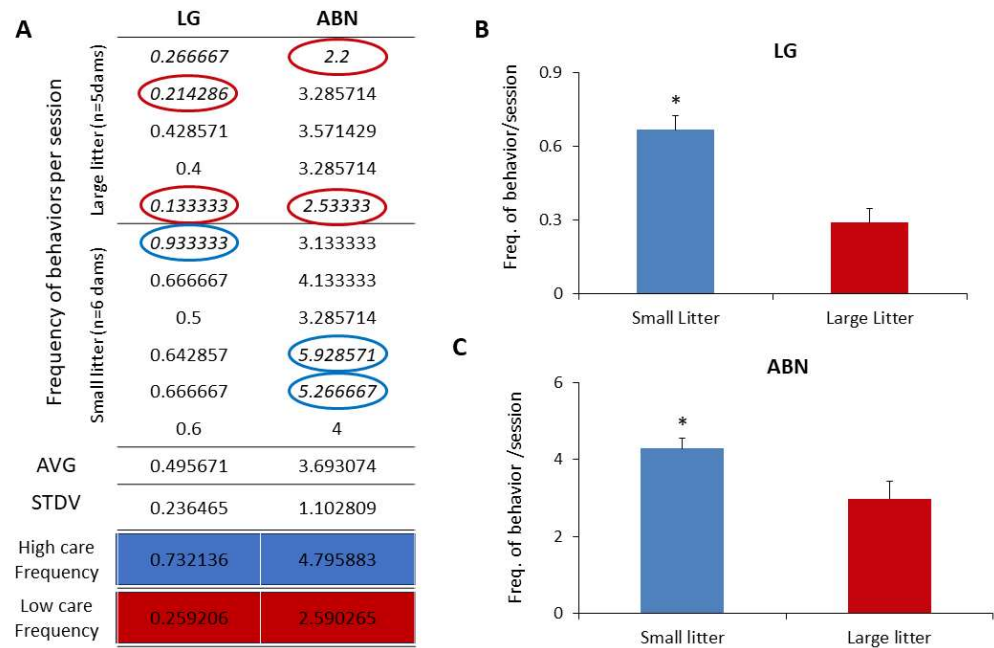 A
LG ABN
Frequency of behaviors per session
Large litter (n=5dams)
0.266667 2.2
0.214286 3.285714
0.428571 3.571429
0.4 3.285714
0.133333 2.53333
Small litter (n=6 dams)
0.933333 3.133333
0.666667 4.133333
0.5 3.285714
0.642857 5.928571
0.666667 5.266667
0.6 4
AVG 0.495671 3.693074
STDV 0.236465 1.102809
High care
Frequency
0.732136 4.795883
Low care
Frequency
0.259206 2.590265
B
LG
Freq. of behavior/session
0.9
0.6
0.3
0
*
Small Litter Large Litter
C
ABN
Freq. of behavior /session
6
4
2
0
*
Small litter Large litter